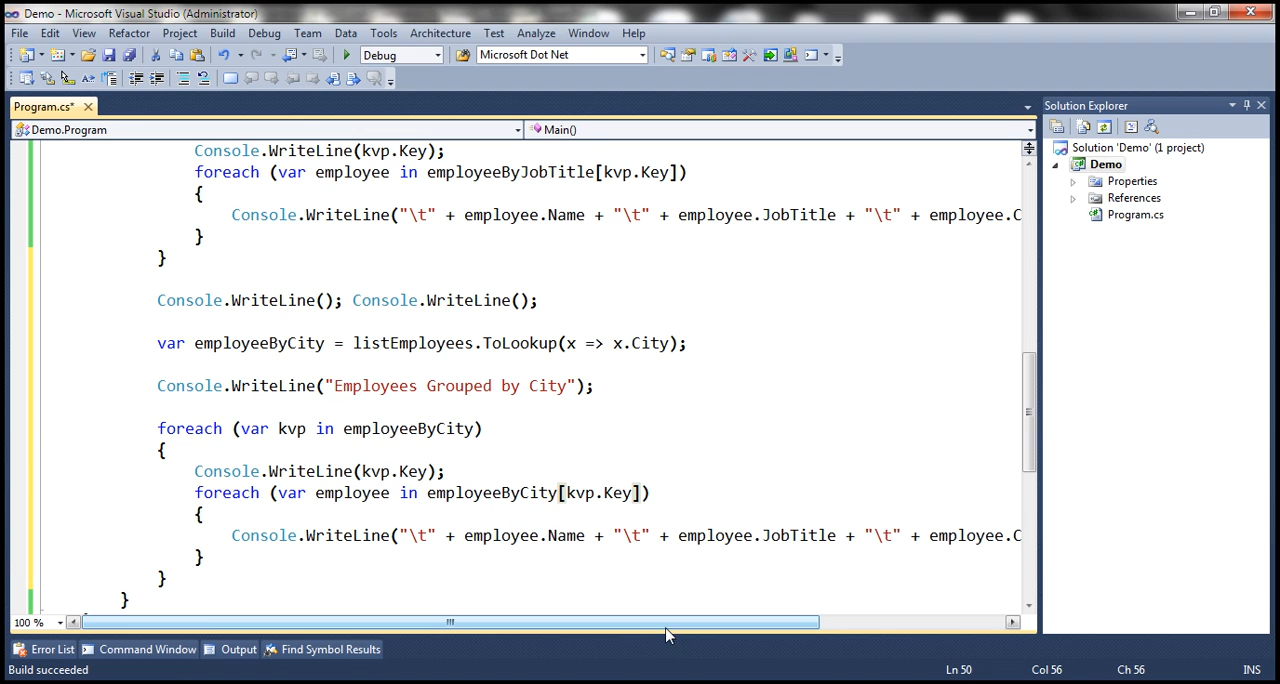 Demo - Microsoft Visual Studio (Administrator)
File Edit View Refactor Project Build Debug Team Data Tools Architecture Test Analyze Window Help
Debug Microsoft Dot Net
Program.cs*
Demo.Program Main()
Console.WriteLine(kvp.Key);
foreach (var employee in employeeByJobTitle[kvp.Key])
{
Console.WriteLine("\t" + employee.Name + "\t" + employee.JobTitle + "\t" + employee.C
}
}
Console.WriteLine(); Console.WriteLine();
var employeeByCity = listEmployees.ToLookup(x => x.City);
Console.WriteLine("Employees Grouped by City");
foreach (var kvp in employeeByCity)
{
Console.WriteLine(kvp.Key);
foreach (var employee in employeeByCity[kvp.Key])
{
Console.WriteLine("\t" + employee.Name + "\t" + employee.JobTitle + "\t" + employee.C
}
}
}
100 %
Solution Explorer
Solution 'Demo' (1 project)
Demo
Properties
References
Program.cs
Error List Command Window Output Find Symbol Results
Build succeeded Ln 50 Col 56 Ch 56 INS